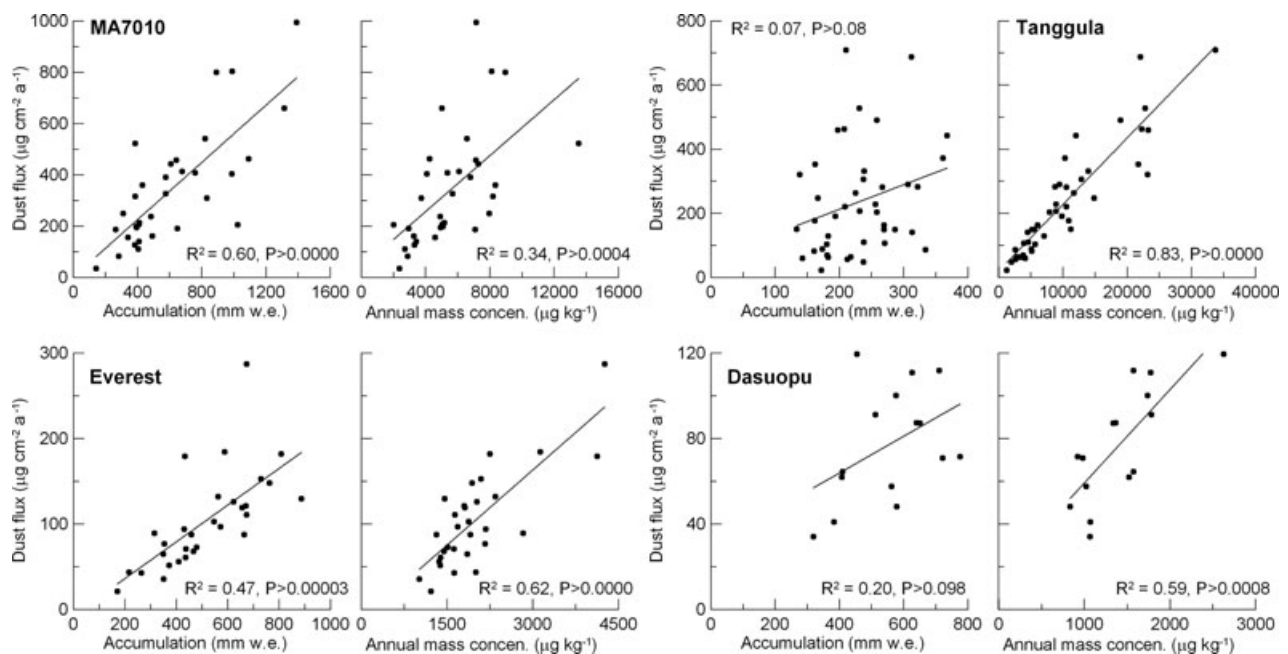 MA7010
Dust flux (μg cm⁻² a⁻¹)
1000
800
600
400
200
0
R² = 0.60, P>0.0000
0 400 800 1200 1600
Accumulation (mm w.e.)
R² = 0.34, P>0.0004
0 4000 8000 12000 16000
Annual mass concen. (μg kg⁻¹)
R² = 0.07, P>0.08
Dust flux (μg cm⁻² a⁻¹)
800
600
400
200
0
0 100 200 300 400
Accumulation (mm w.e.)
Tanggula
R² = 0.83, P>0.0000
0 10000 20000 30000 40000
Annual mass concen. (μg kg⁻¹)
Everest
Dust flux (μg cm⁻² a⁻¹)
300
200
100
0
R² = 0.47, P>0.00003
0 200 400 600 800 1000
Accumulation (mm w.e.)
R² = 0.62, P>0.0000
0 1500 3000 4500
Annual mass concen. (μg kg⁻¹)
Dasuopu
Dust flux (μg cm⁻² a⁻¹)
120
80
40
0
R² = 0.20, P>0.098
0 200 400 600 800
Accumulation (mm w.e.)
R² = 0.59, P>0.0008
0 1000 2000 3000
Annual mass concen. (μg kg⁻¹)